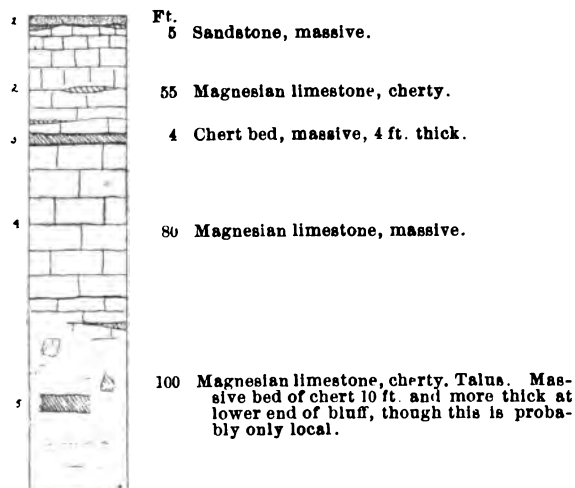 Ft.
1
5 Sandstone, massive.
2
55 Magnesian limestone, cherty.
3
4 Chert bed, massive, 4 ft. thick.
4
80 Magnesian limestone, massive.
5
100 Magnesian limestone, cherty. Talus. Mas-
sive bed of chert 10 ft. and more thick at
lower end of bluff, though this is proba-
bly only local.